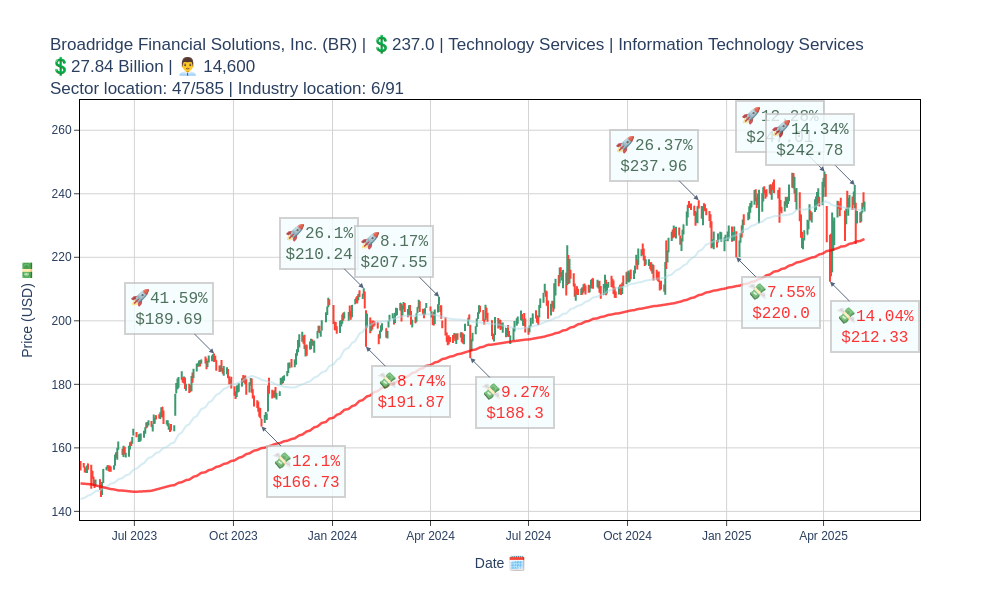 Broadridge Financial Solutions, Inc. (BR) | 💲237.0 | Technology Services | Information Technology Services
💲27.84 Billion | 👨‍💼 14,600
Sector location: 47/585 | Industry location: 6/91
🚀14.34%
$242.78
🚀26.37%
$237.96
🚀26.1%
$210.24
🚀8.17%
$207.55
🚀41.59%
$189.69
💸7.55%
$220.0
💸14.04%
$212.33
💸8.74%
$191.87
💸9.27%
$188.3
💸12.1%
$166.73
260
240
220
200
180
160
140
Price (USD) 💵
Jul 2023
Oct 2023
Jan 2024
Apr 2024
Jul 2024
Oct 2024
Jan 2025
Apr 2025
Date 🗓️